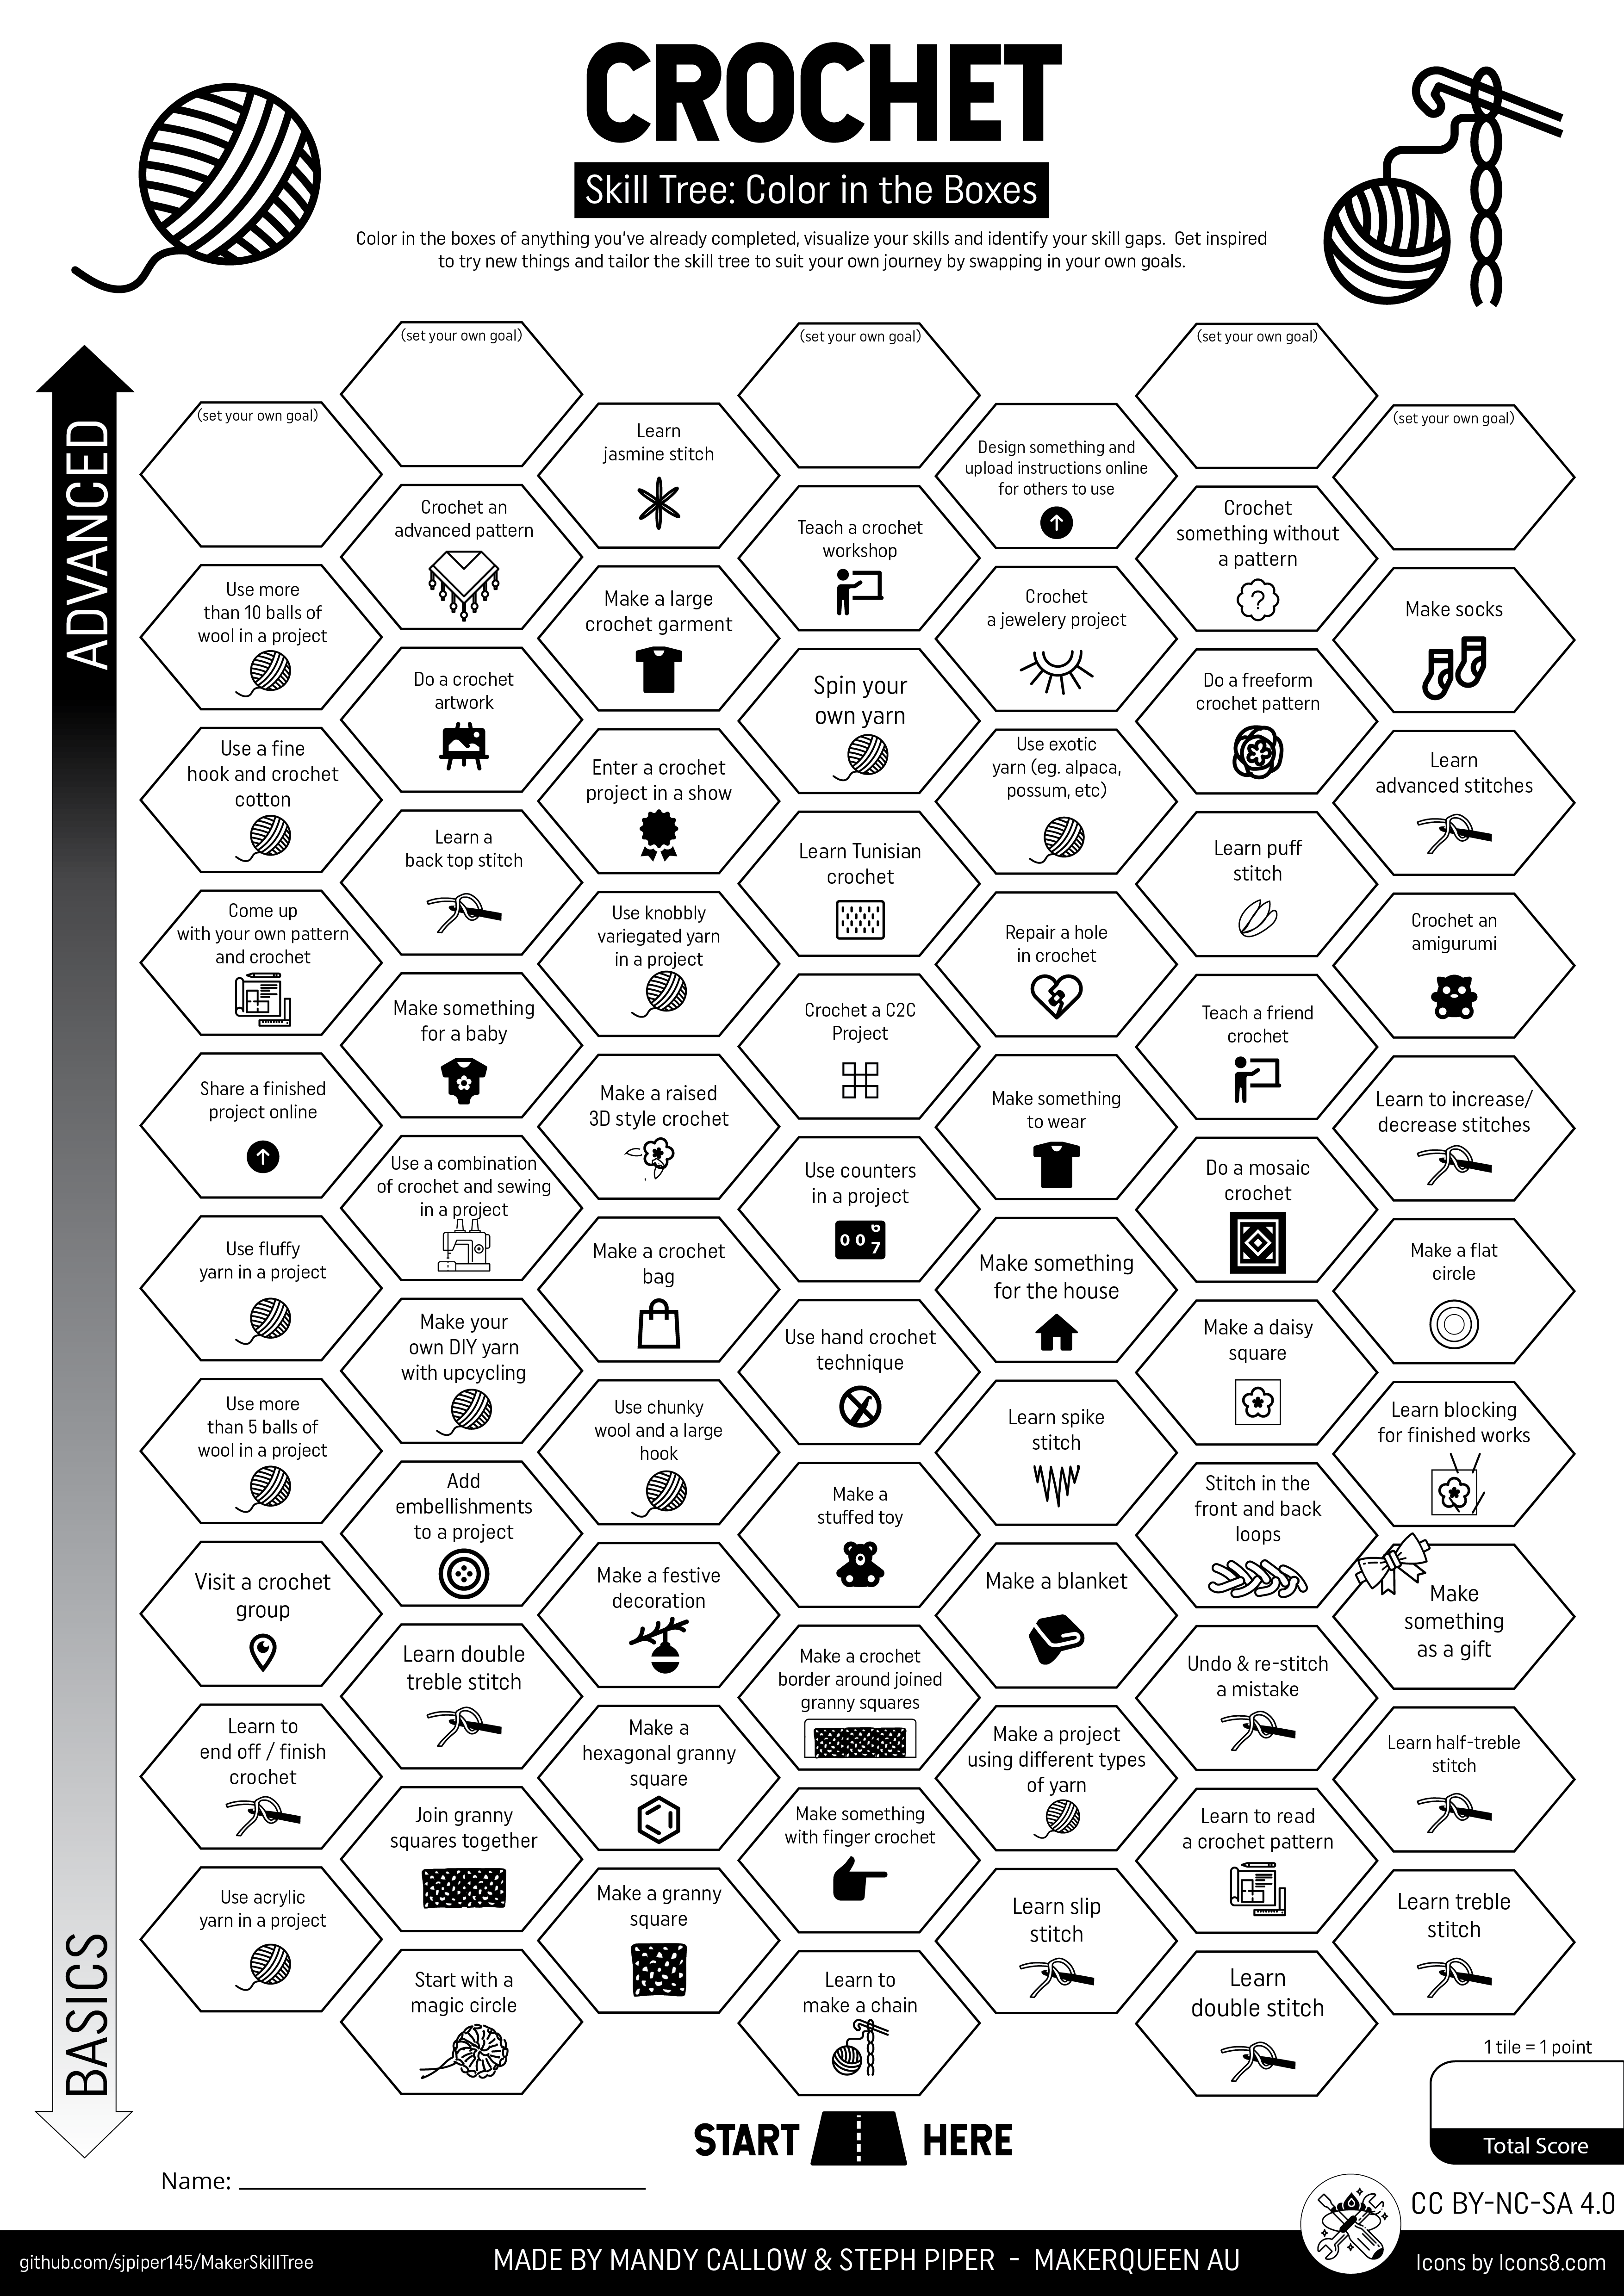 CROCHET
Skill Tree: Color in the Boxes
Color in the boxes of anything you've already completed, visualize your skills and identify your skill gaps.  Get inspired
to try new things and tailor the skill tree to suit your own journey by swapping in your own goals.
ADVANCED
BASICS
(set your own goal)
(set your own goal)
(set your own goal)
(set your own goal)
(set your own goal)
Learn
jasmine stitch
Design something and
upload instructions online
for others to use
Crochet an
advanced pattern
Teach a crochet
workshop
Crochet
something without
a pattern
Use more
than 10 balls of
wool in a project
Make a large
crochet garment
Crochet
a jewelery project
Make socks
Do a crochet
artwork
Spin your
own yarn
Do a freeform
crochet pattern
Use a fine
hook and crochet
cotton
Enter a crochet
project in a show
Use exotic
yarn (eg. alpaca,
possum, etc)
Learn
advanced stitches
Learn a
back top stitch
Learn Tunisian
crochet
Learn puff
stitch
Come up
with your own pattern
and crochet
Use knobbly
variegated yarn
in a project
Repair a hole
in crochet
Crochet an
amigurumi
Make something
for a baby
Crochet a C2C
Project
Teach a friend
crochet
Share a finished
project online
Make a raised
3D style crochet
Make something
to wear
Learn to increase/
decrease stitches
Use a combination
of crochet and sewing
in a project
Use counters
in a project
0 0 6
7
Do a mosaic
crochet
Use fluffy
yarn in a project
Make a crochet
bag
Make something
for the house
Make a flat
circle
Make your
own DIY yarn
with upcycling
Use hand crochet
technique
Make a daisy
square
Use more
than 5 balls of
wool in a project
Use chunky
wool and a large
hook
Learn spike
stitch
Learn blocking
for finished works
Add
embellishments
to a project
Make a
stuffed toy
Stitch in the
front and back
loops
Visit a crochet
group
Make a festive
decoration
Make a blanket
Make
something
as a gift
Learn double
treble stitch
Make a crochet
border around joined
granny squares
Undo & re-stitch
a mistake
Learn to
end off / finish
crochet
Make a
hexagonal granny
square
Make a project
using different types
of yarn
Learn half-treble
stitch
Join granny
squares together
Make something
with finger crochet
Learn to read
a crochet pattern
Use acrylic
yarn in a project
Make a granny
square
Learn slip
stitch
Learn treble
stitch
Start with a
magic circle
Learn to
make a chain
Learn
double stitch
1 tile = 1 point
Total Score
START HERE
Name:
CC BY-NC-SA 4.0
github.com/sjpiper145/MakerSkillTree
MADE BY MANDY CALLOW & STEPH PIPER - MAKERQUEEN AU
Icons by Icons8.com